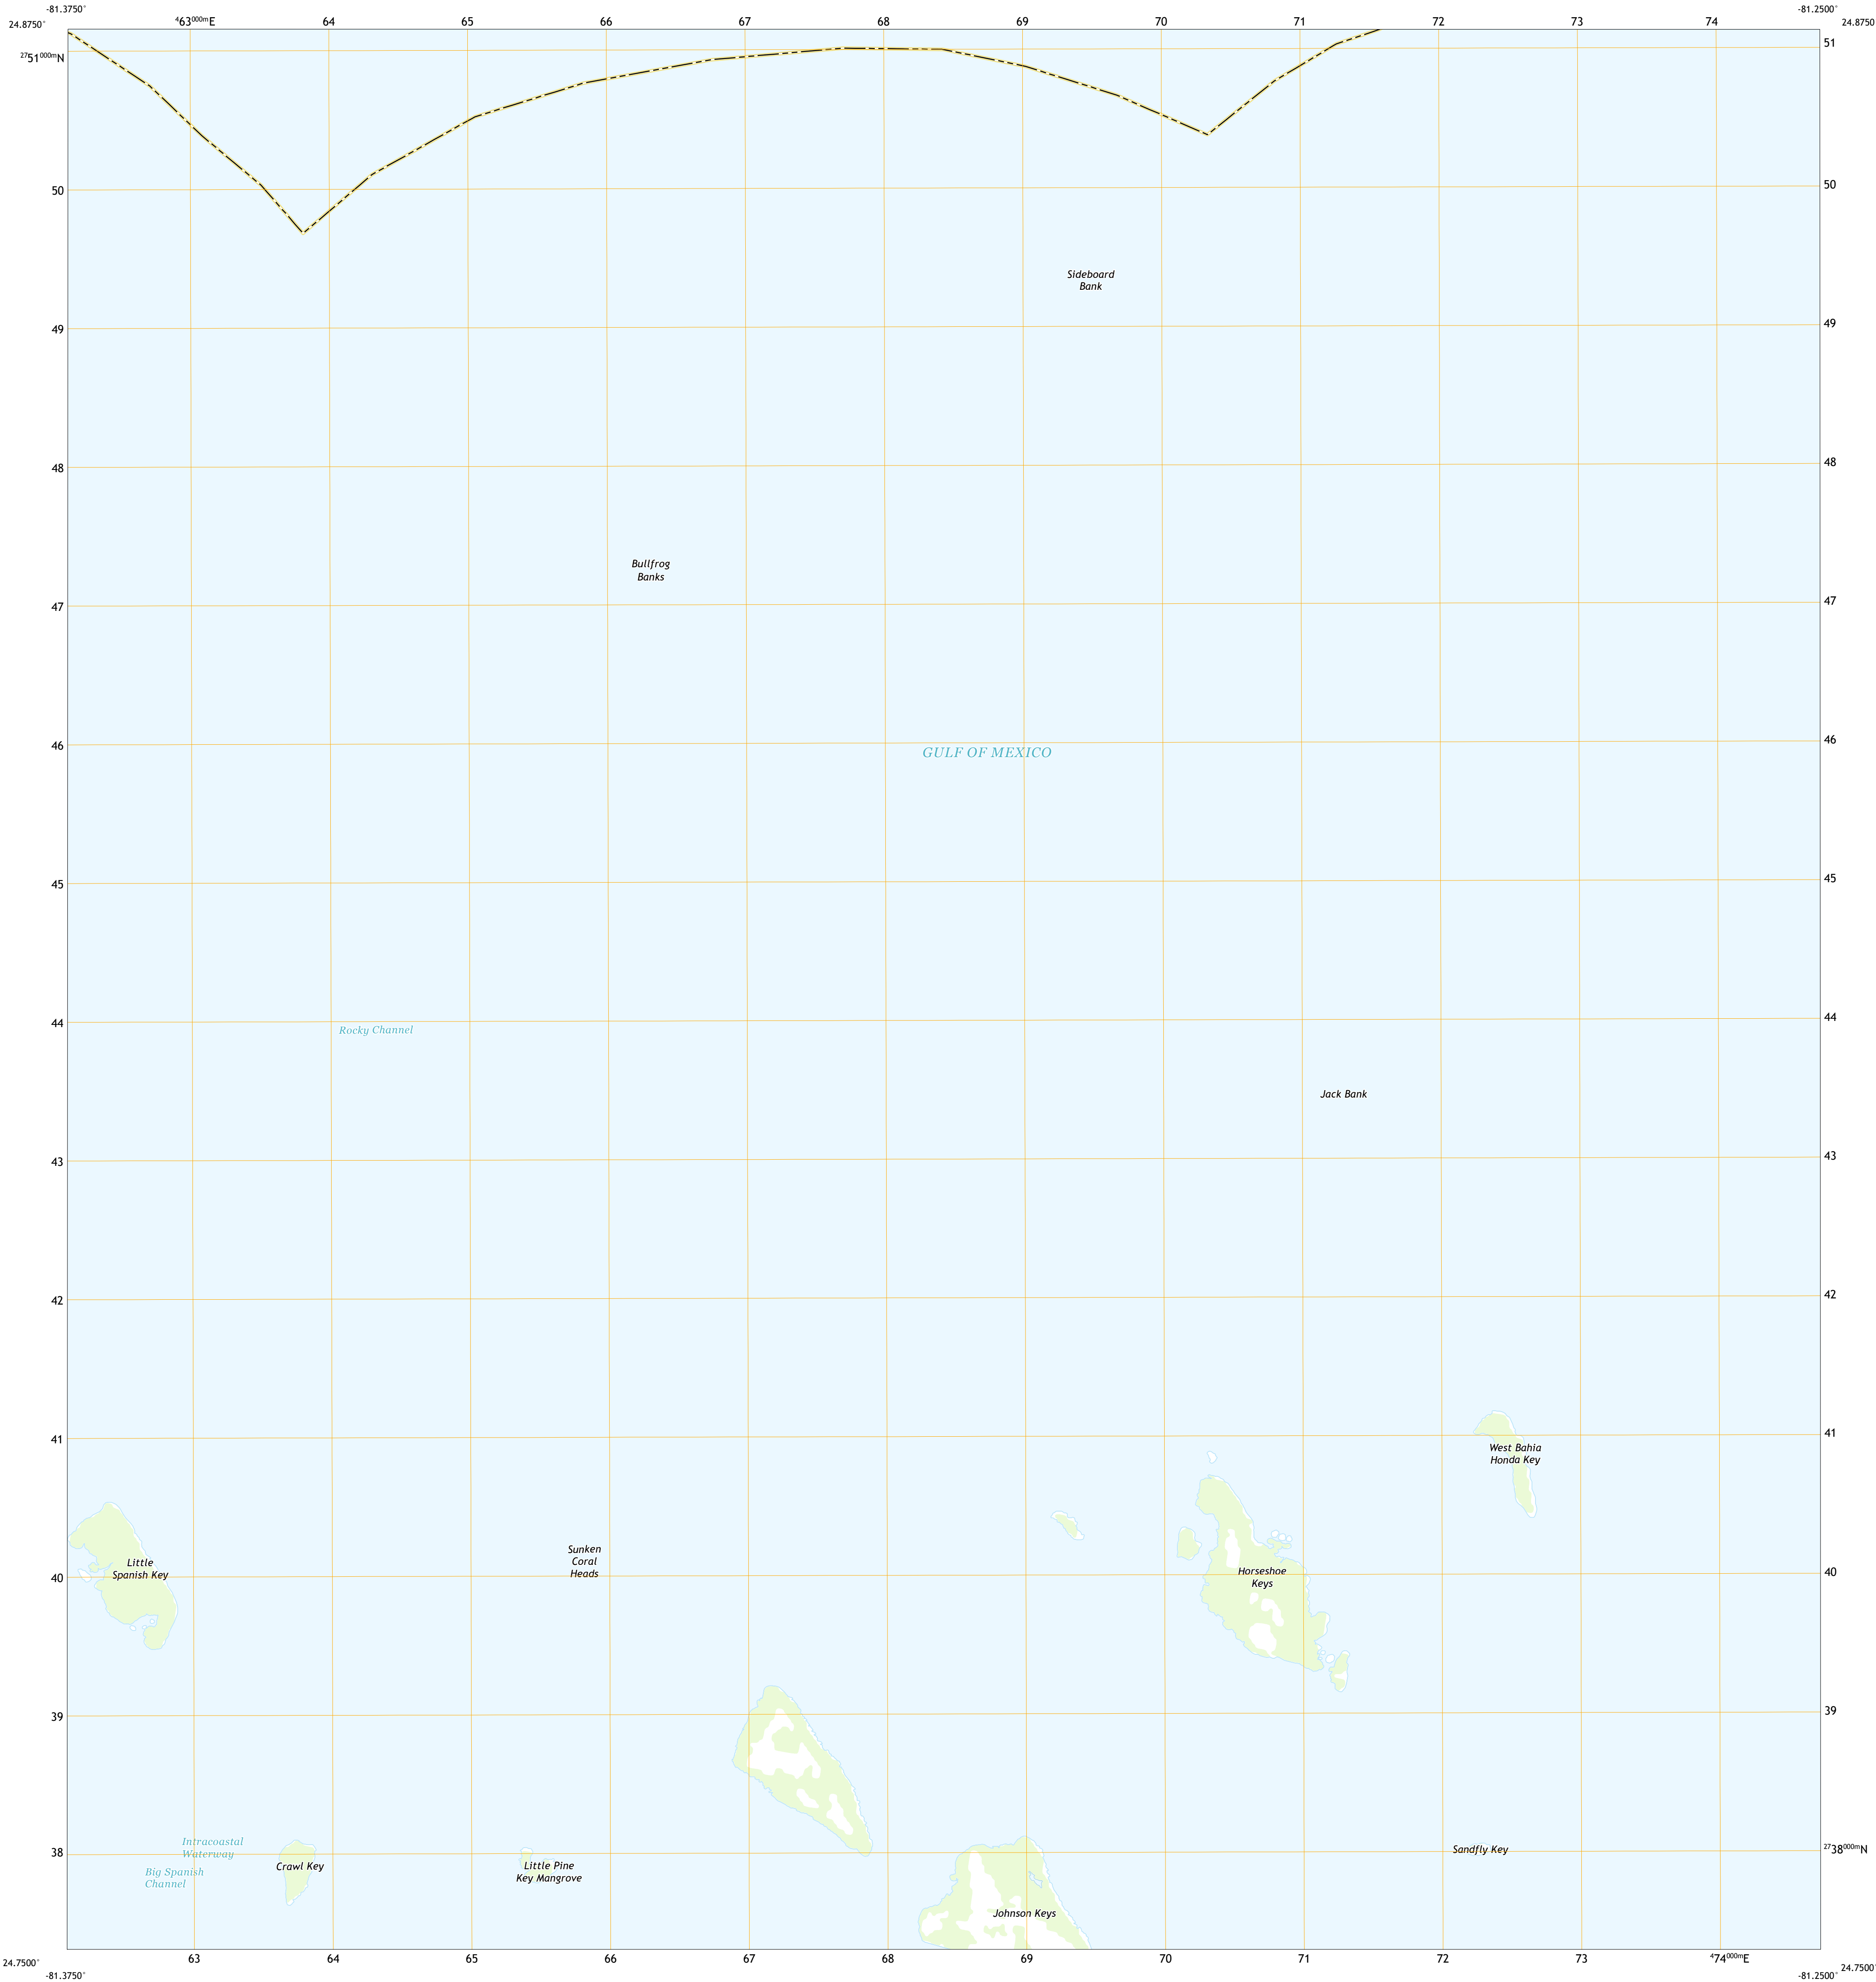 -81.3750°
-81.2500°
24.8750°
⁴63⁰⁰⁰ᵐE 64 65 66 67 68 69 70 71 72 73 74
24.8750°
²⁷51⁰⁰⁰ᵐN
51
50
50
Sideboard
Bank
49
49
48
48
Bullfrog
Banks
47
47
46
46
GULF OF MEXICO
45
45
44
44
Rocky Channel
Jack Bank
43
43
42
42
41
41
West Bahia
Honda Key
Little
Spanish Key
Sunken
Coral
Heads
Horseshoe
Keys
40
40
39
39
38
²⁷38⁰⁰⁰ᵐN
Intracoastal
Waterway
Big Spanish
Channel
Crawl Key
Little Pine
Key Mangrove
Sandfly Key
Johnson Keys
24.7500°
63 64 65 66 67 68 69 70 71 72 73 ⁴74⁰⁰⁰ᵐE
24.7500°
-81.3750°
-81.2500°